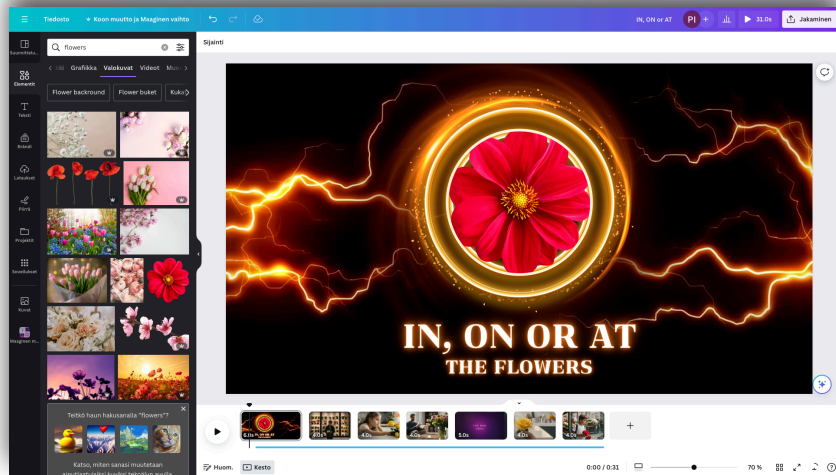 Tiedosto
Koon muutto ja Maaginen vaihto
IN, ON or AT
PI
31.0s
Jakaminen
Suunnittelu...
Elementit
Teksti
Brändi
Lataukset
Piirrä
Projektit
Sovellukset
Kuvat
Maaginen m...
flowers
Grafiikka
Valokuvat
Videot
Flower backround
Flower buket
Teitkö haun hakusanalla "flowers"?
Katso, miten sanasi muutetaan
Sijainti
IN, ON OR AT
THE FLOWERS
6.0s
4.0s
4.0s
4.0s
5.0s
4.0s
4.0s
Huom.
Kesto
0:00 / 0:31
70 %